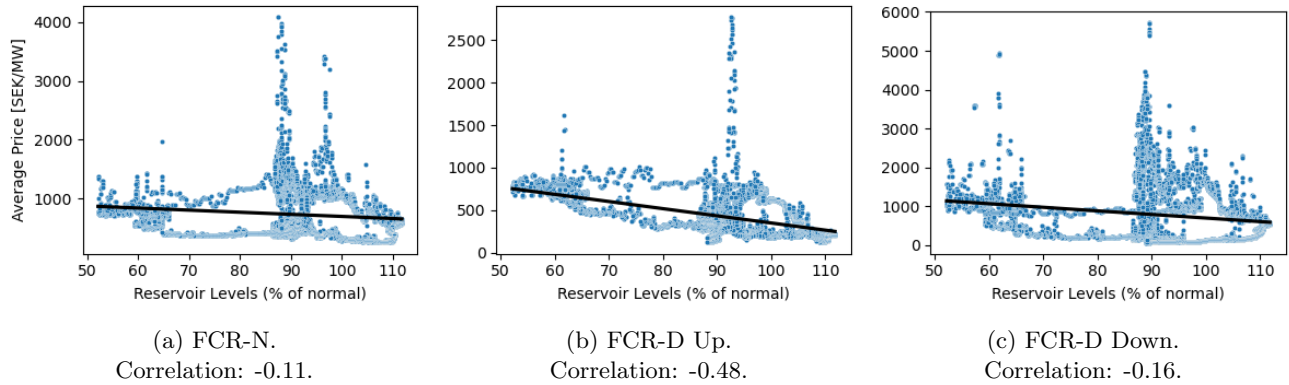 Average Price [SEK/MW]
4000
3000
2000
1000
50 60 70 80 90 100 110
Reservoir Levels (% of normal)
(a) FCR-N.
Correlation: -0.11.
2500
2000
1500
1000
500
0
50 60 70 80 90 100 110
Reservoir Levels (% of normal)
(b) FCR-D Up.
Correlation: -0.48.
6000
5000
4000
3000
2000
1000
0
50 60 70 80 90 100 110
Reservoir Levels (% of normal)
(c) FCR-D Down.
Correlation: -0.16.